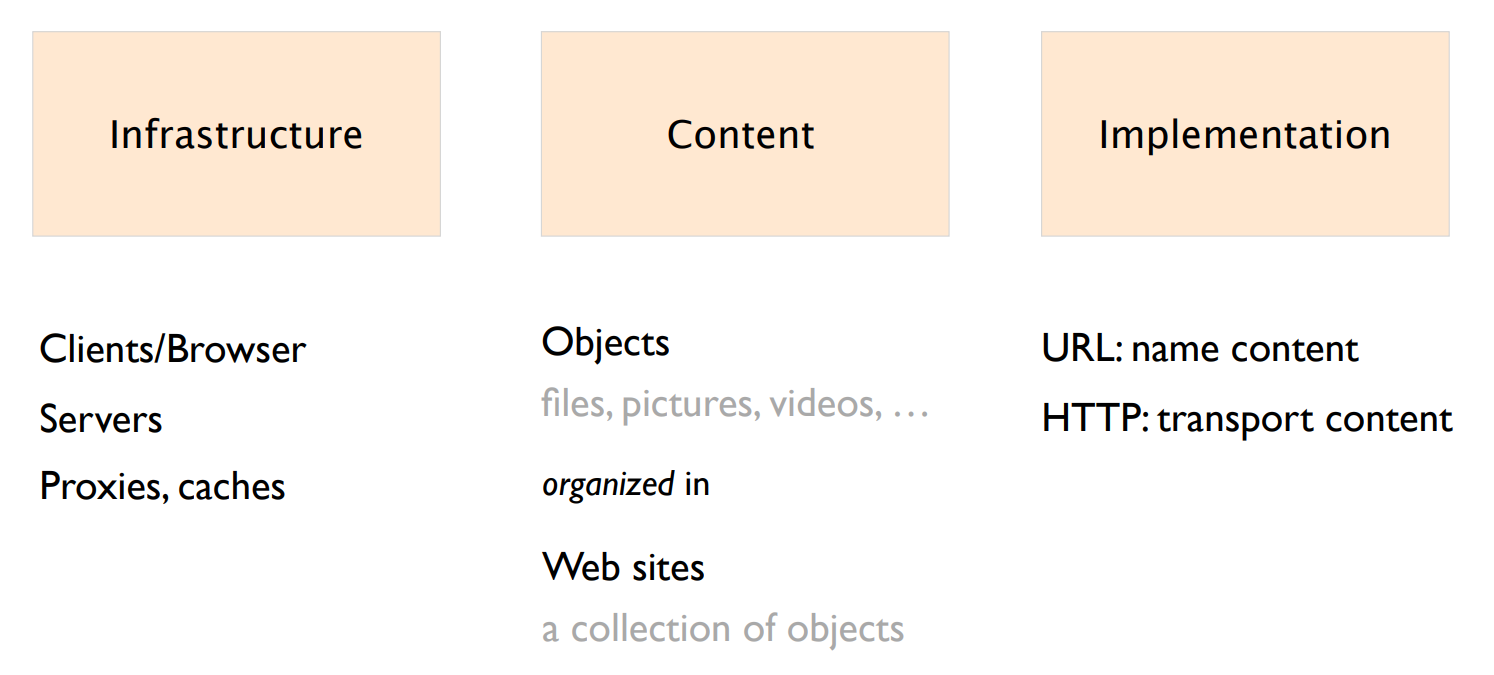 Infrastructure
Clients/Browser
Servers
Proxies, caches
Content
Objects
files, pictures, videos, …
organized in
Web sites
a collection of objects
Implementation
URL: name content
HTTP: transport content